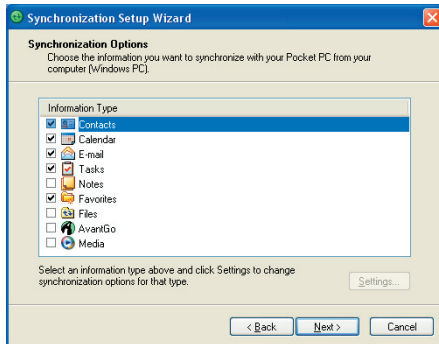 Synchronization Setup Wizard
Synchronization Options
Choose the information you want to synchronize with your Pocket PC from your
computer (Windows PC).
Information Type
Contacts
Calendar
E-mail
Tasks
Notes
Favorites
Files
AvantGo
Media
Select an information type above and click Settings to change
synchronization options for that type.
Settings...
< Back
Next >
Cancel